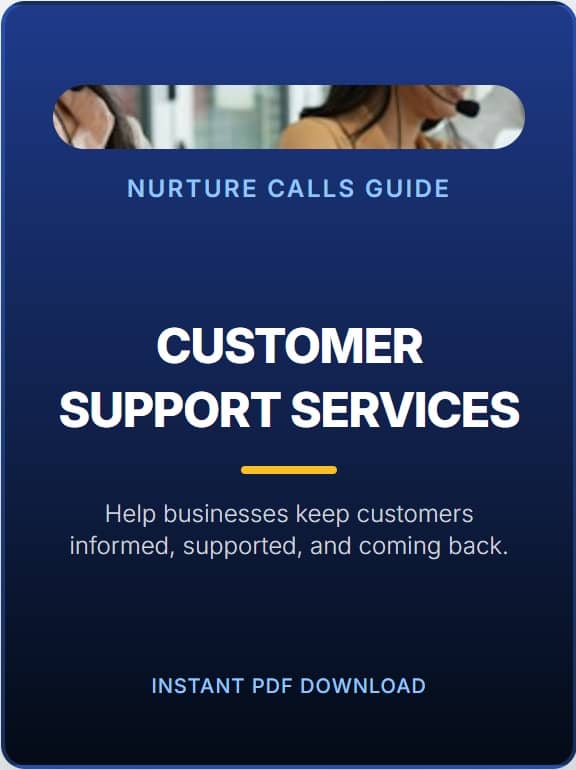 NURTURE CALLS GUIDE
CUSTOMER
SUPPORT SERVICES
Help businesses keep customers
informed, supported, and coming back.
INSTANT PDF DOWNLOAD